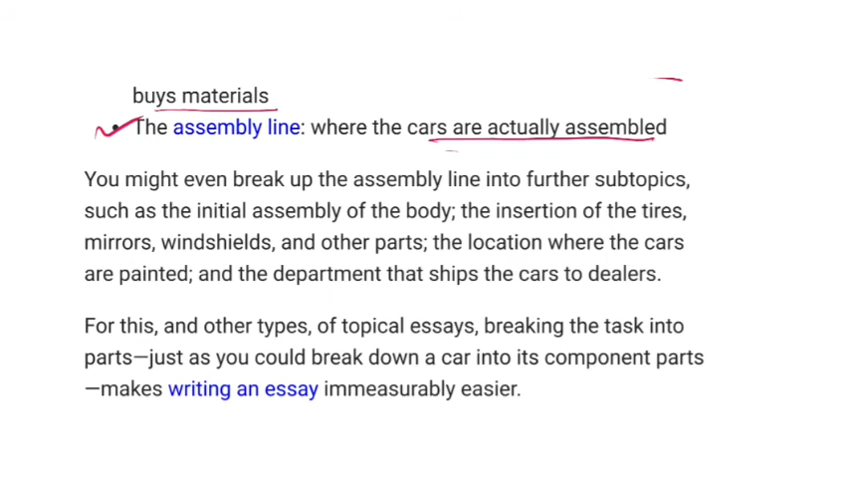 buys materials
The assembly line: where the cars are actually assembled
You might even break up the assembly line into further subtopics,
such as the initial assembly of the body; the insertion of the tires,
mirrors, windshields, and other parts; the location where the cars
are painted; and the department that ships the cars to dealers.
For this, and other types, of topical essays, breaking the task into
parts—just as you could break down a car into its component parts
—makes writing an essay immeasurably easier.